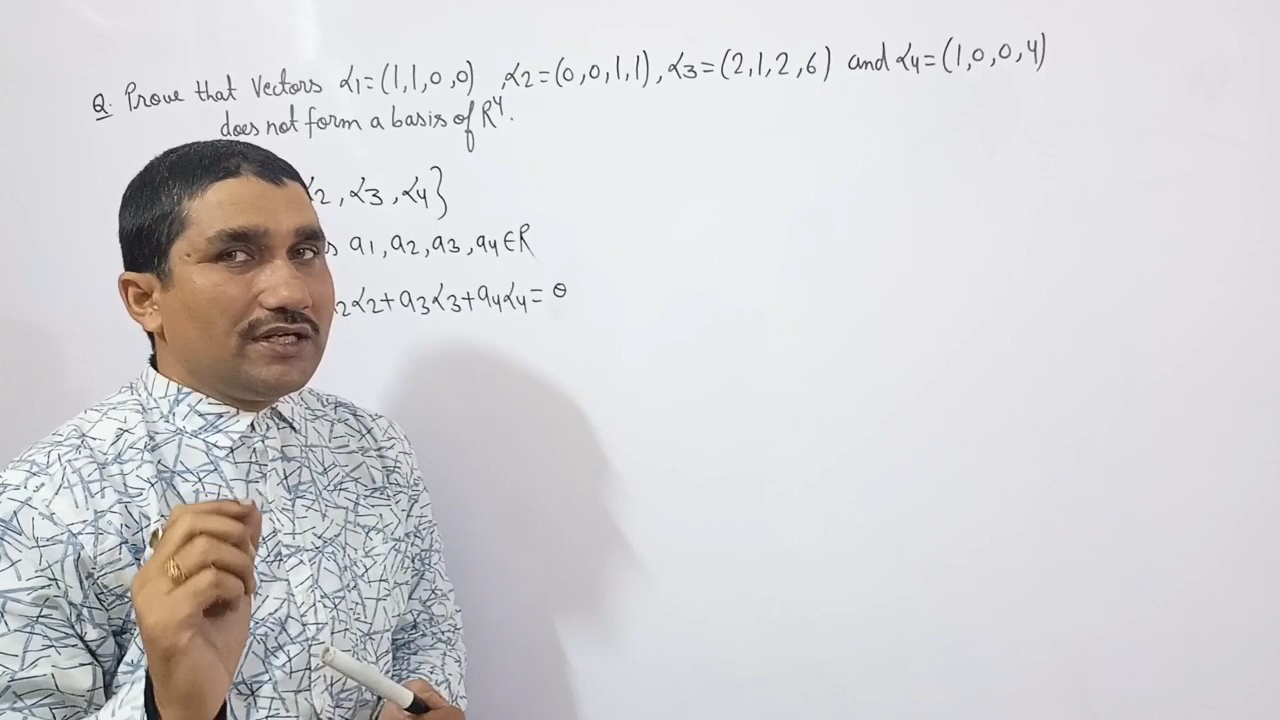 Q. Prove that vectors α1=(1,1,0,0) ,α2=(0,0,1,1),α3=(2,1,2,6) and α4=(1,0,0,4)
does not form a basis of R⁴.
2,α3,α4}
a1,a2,a3,a4∈R
2α2+a3α3+a4α4=θ